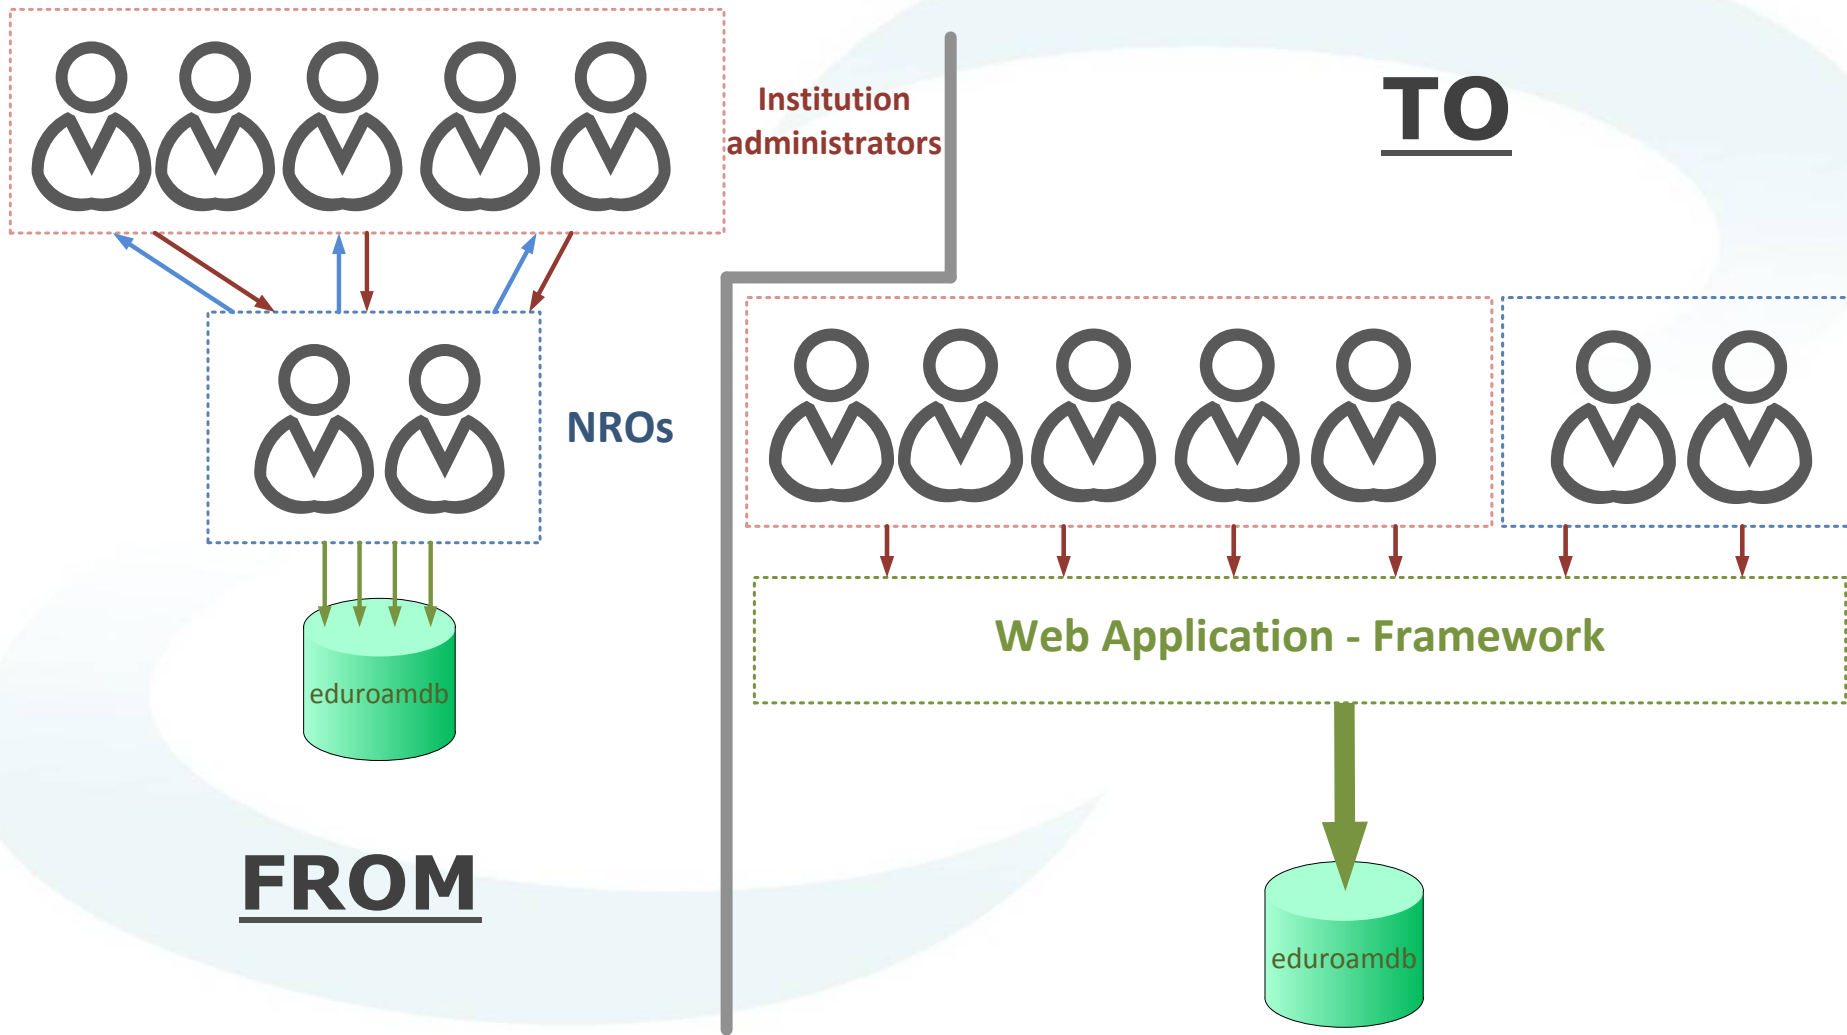 Institution
administrators
NROs
eduroamdb
FROM
TO
Web Application - Framework
eduroamdb